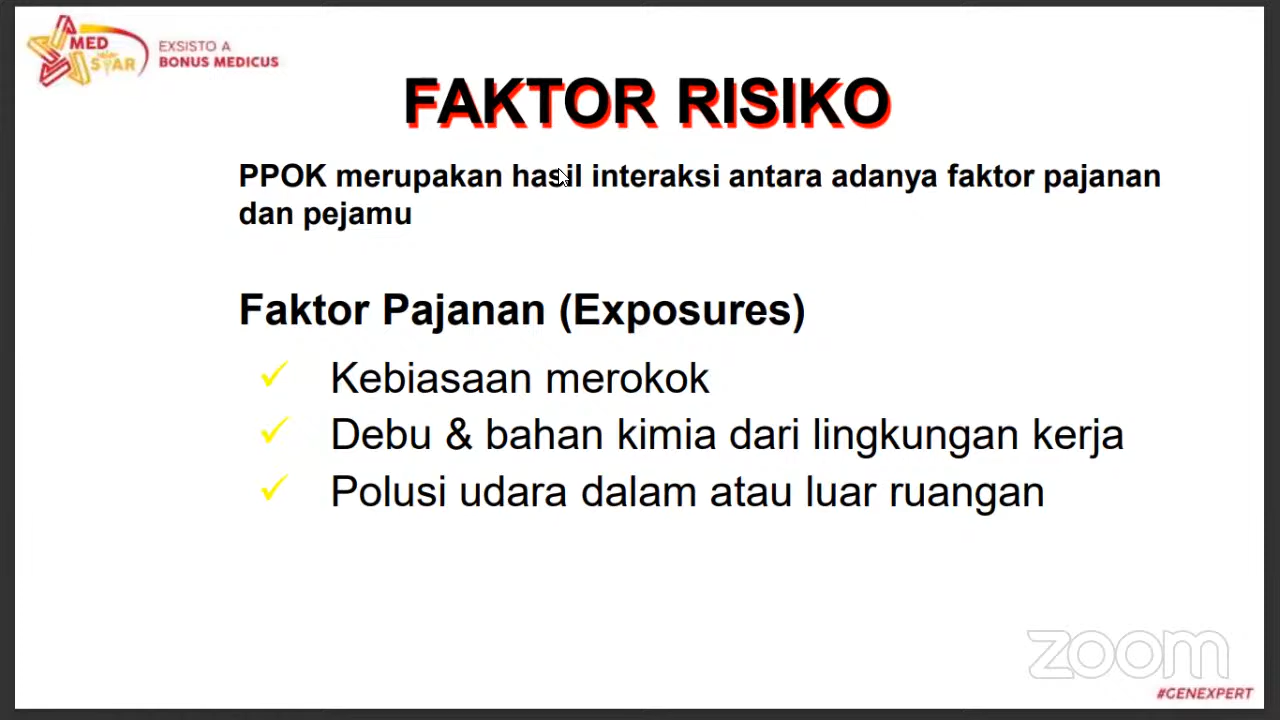 MED
STAR
EXSISTO A
BONUS MEDICUS
FAKTOR RISIKO
PPOK merupakan hasil interaksi antara adanya faktor pajanan
dan pejamu
Faktor Pajanan (Exposures)
Kebiasaan merokok
Debu & bahan kimia dari lingkungan kerja
Polusi udara dalam atau luar ruangan
zoom
#GENEXPERT